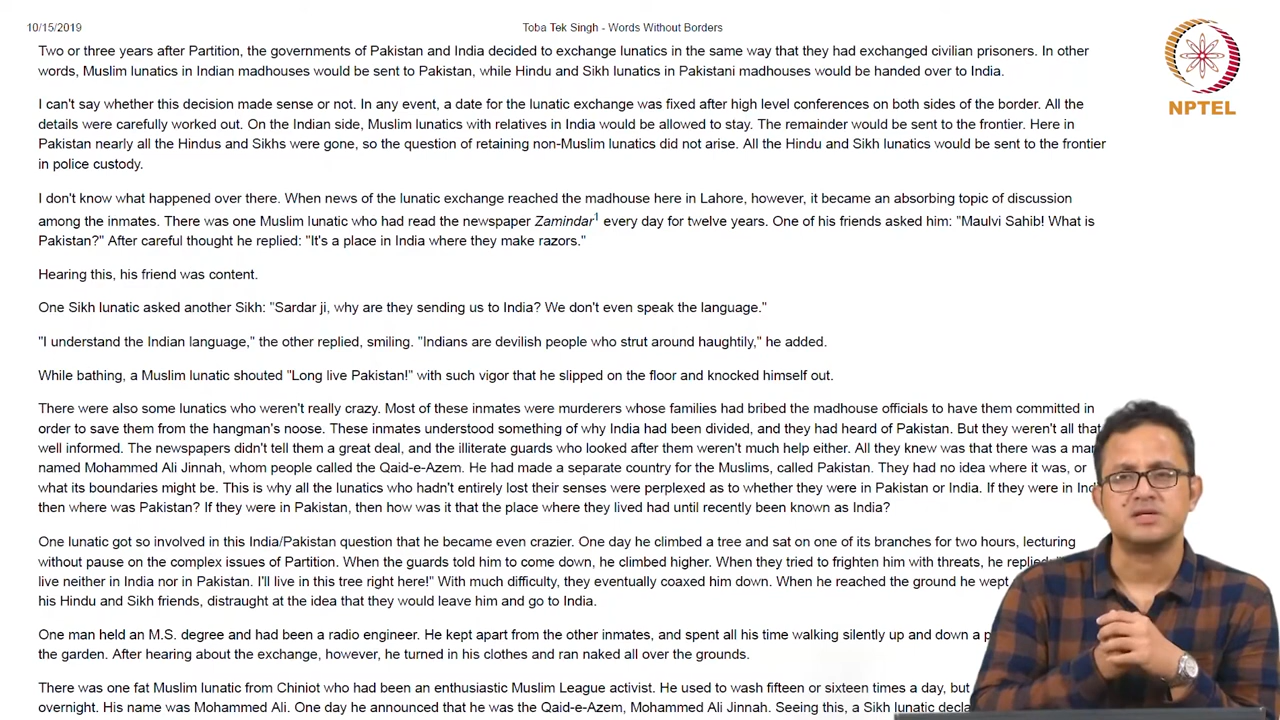 10/15/2019
Toba Tek Singh - Words Without Borders
Two or three years after Partition, the governments of Pakistan and India decided to exchange lunatics in the same way that they had exchanged civilian prisoners. In other
words, Muslim lunatics in Indian madhouses would be sent to Pakistan, while Hindu and Sikh lunatics in Pakistani madhouses would be handed over to India.
NPTEL
I can't say whether this decision made sense or not. In any event, a date for the lunatic exchange was fixed after high level conferences on both sides of the border. All the
details were carefully worked out. On the Indian side, Muslim lunatics with relatives in India would be allowed to stay. The remainder would be sent to the frontier. Here in
Pakistan nearly all the Hindus and Sikhs were gone, so the question of retaining non-Muslim lunatics did not arise. All the Hindu and Sikh lunatics would be sent to the frontier
in police custody.
I don't know what happened over there. When news of the lunatic exchange reached the madhouse here in Lahore, however, it became an absorbing topic of discussion
among the inmates. There was one Muslim lunatic who had read the newspaper Zamindar1 every day for twelve years. One of his friends asked him: "Maulvi Sahib! What is
Pakistan?" After careful thought he replied: "It's a place in India where they make razors."
Hearing this, his friend was content.
One Sikh lunatic asked another Sikh: "Sardar ji, why are they sending us to India? We don't even speak the language."
"I understand the Indian language," the other replied, smiling. "Indians are devilish people who strut around haughtily," he added.
While bathing, a Muslim lunatic shouted "Long live Pakistan!" with such vigor that he slipped on the floor and knocked himself out.
There were also some lunatics who weren't really crazy. Most of these inmates were murderers whose families had bribed the madhouse officials to have them committed in
order to save them from the hangman's noose. These inmates understood something of why India had been divided, and they had heard of Pakistan. But they weren't all that
well informed. The newspapers didn't tell them a great deal, and the illiterate guards who looked after them weren't much help either. All they knew was that there was a man
named Mohammed Ali Jinnah, whom people called the Qaid-e-Azem. He had made a separate country for the Muslims, called Pakistan. They had no idea where it was, or
what its boundaries might be. This is why all the lunatics who hadn't entirely lost their senses were perplexed as to whether they were in Pakistan or India. If they were in
then where was Pakistan? If they were in Pakistan, then how was it that the place where they lived had until recently been known as India?
One lunatic got so involved in this India/Pakistan question that he became even crazier. One day he climbed a tree and sat on one of its branches for two hours, lecturing
without pause on the complex issues of Partition. When the guards told him to come down, he climbed higher. When they tried to frighten him with threats, he replied
live neither in India nor in Pakistan. I'll live in this tree right here!" With much difficulty, they eventually coaxed him down. When he reached the ground he wept
his Hindu and Sikh friends, distraught at the idea that they would leave him and go to India.
One man held an M.S. degree and had been a radio engineer. He kept apart from the other inmates, and spent all his time walking silently up and down a
the garden. After hearing about the exchange, however, he turned in his clothes and ran naked all over the grounds.
There was one fat Muslim lunatic from Chiniot who had been an enthusiastic Muslim League activist. He used to wash fifteen or sixteen times a day, but
overnight. His name was Mohammed Ali. One day he announced that he was the Qaid-e-Azem, Mohammed Ali Jinnah. Seeing this, a Sikh lunatic